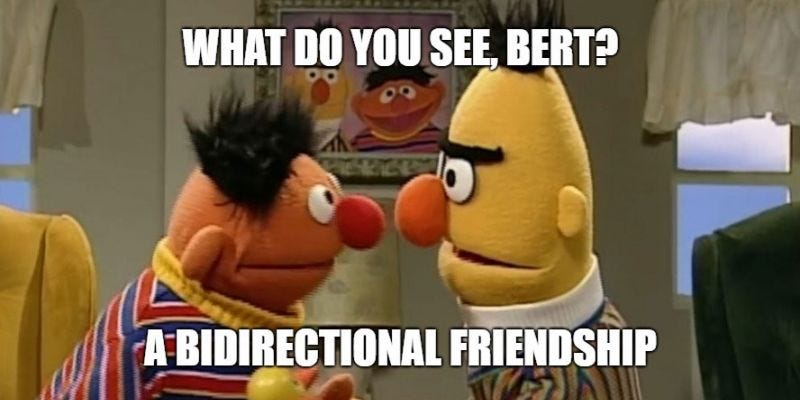 WHAT DO YOU SEE, BERT?
A BIDIRECTIONAL FRIENDSHIP